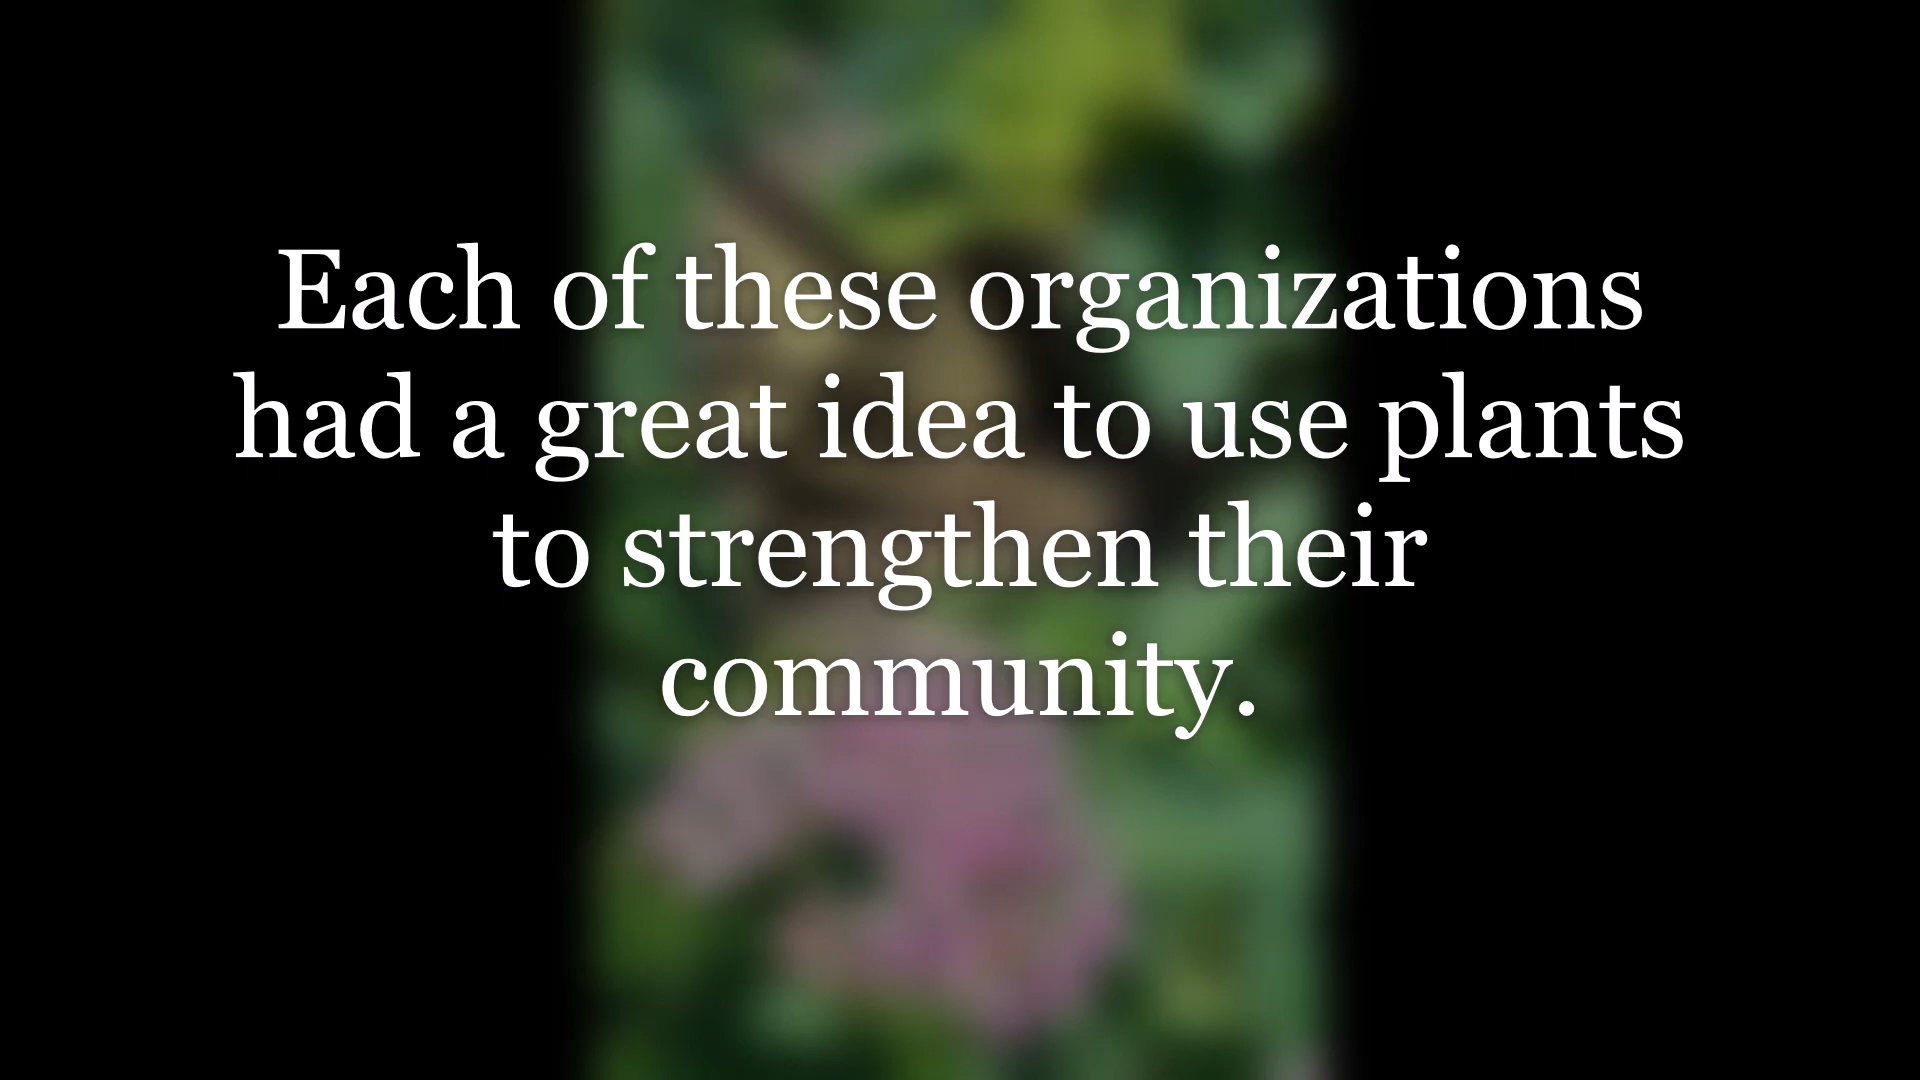 Each of these organizations
had a great idea to use plants
to strengthen their
community.